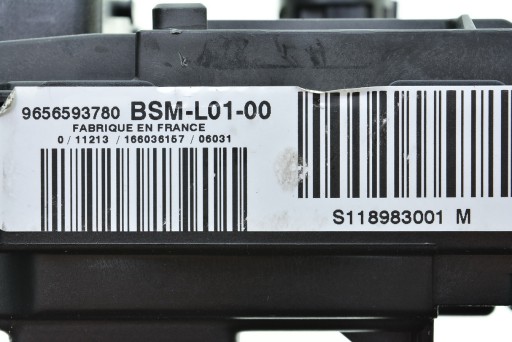 9656593780 BSM-L01-00
FABRIQUE EN FRANCE
0 / 11213 / 166036157 / 06031
S118983001 M